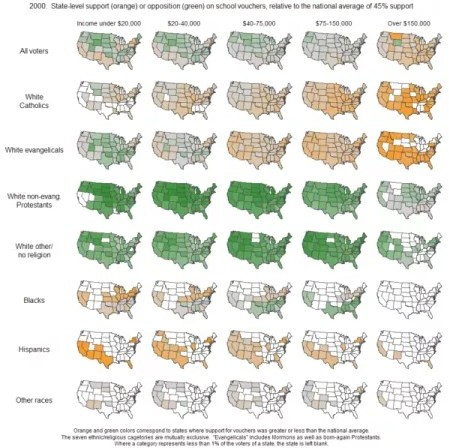 2000 State-level support (orange) or opposition (green) on school vouchers, relative to the national average of 45% support
Income under $20,000 $20-40,000 $40-75,000 $75-150,000 Over $150,000
All voters
White
Catholics
White evangelicals
White non-evang.
Protestants
White other/
no religion
Blacks
Hispanics
Other races
Orange and green colors correspond to states where support for vouchers was greater or less than the national average.
The seven ethnic/religious cagetories are mutually exclusive. "Evangelicals" includes Mormons as well as born-again Protestants
Where a category represents less than 1% of the voters of a state, the state is left blank.